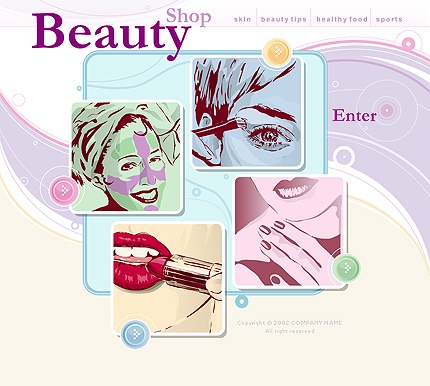 Beauty Shop
skin beauty tips healthy food sports
Enter
Copyright © 2002 COMPANY NAME
All right reserved